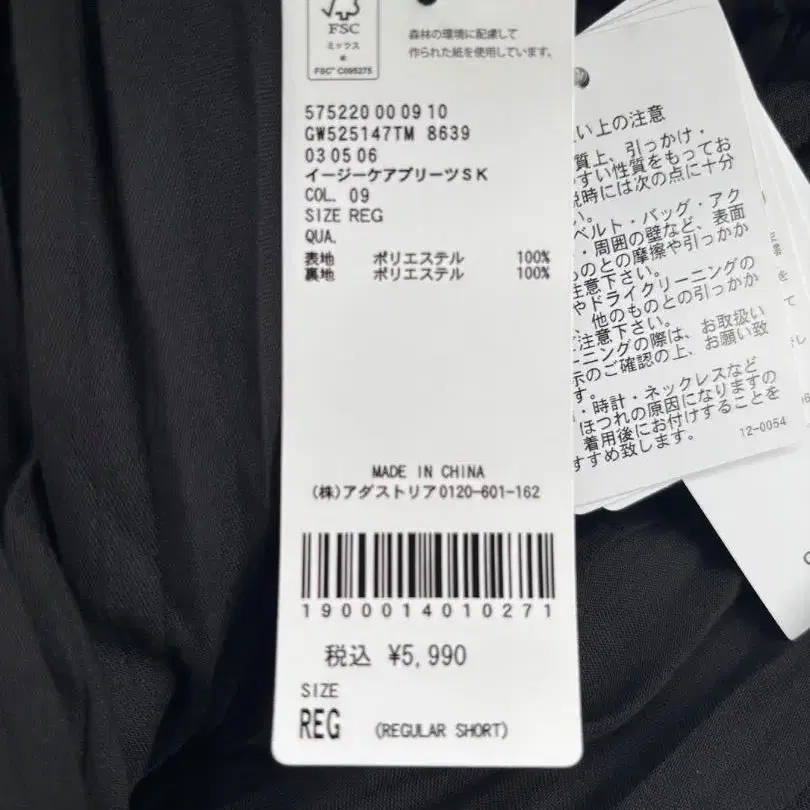 FSC
ミックス
紙
FSC® C095275
森林の環境に配慮して
作られた紙を使用しています。
575220 00 09 10
GW525147TM 8639
03 05 06
イージーケアプリーツSK
COL. 09
SIZE REG
QUA.
表地 ポリエステル 100%
裏地 ポリエステル 100%
MADE IN CHINA
(株)アダストリア0120-601-162
1900014010271
税込 ¥5,990
SIZE
REG (REGULAR SHORT)
い上の注意
質上、引っかけ・
すい性質をもってお
脱時には次の点に十分
い。
ベルト・バッグ・アク
・周囲の壁など、表面
ものとの摩擦や引っかか
注意下さい。
やドライクリーニングの
、他のものとの引っかか
ご注意下さい。
ーニングの際は、お取扱い
示のご確認の上、お願い致
す。
・時計・ネックレスなど
ほつれの原因になりますの
着用後にお付けすることを
すすめ致します。
12-0054